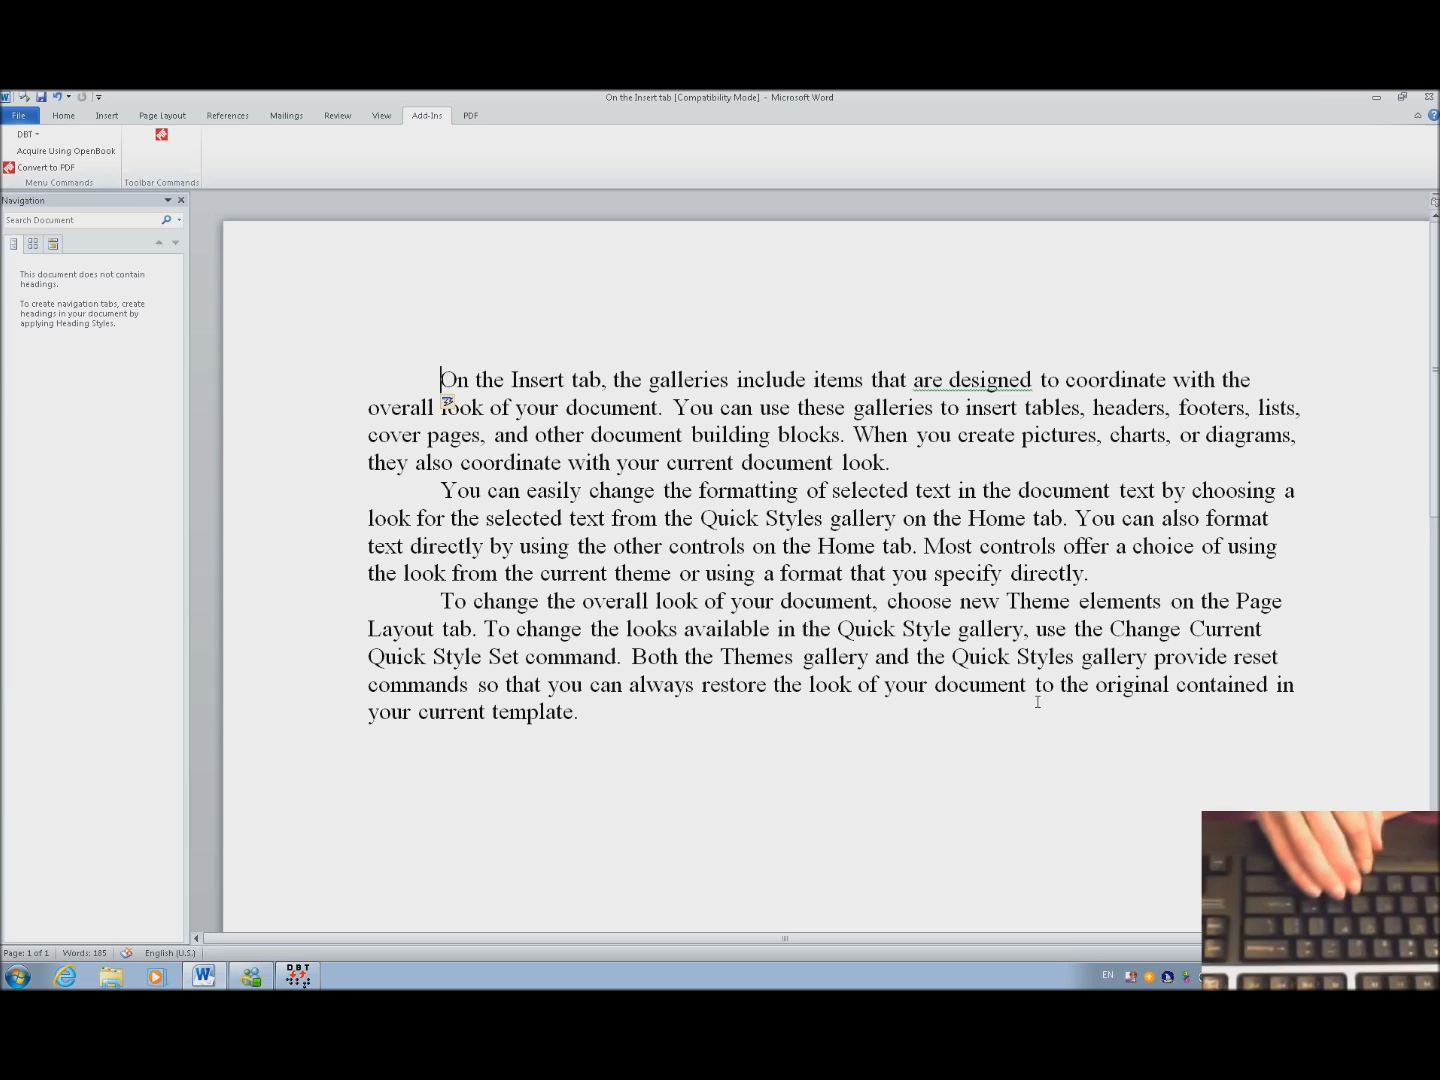 On the Insert tab [Compatibility Mode] - Microsoft Word
File Home Insert Page Layout References Mailings Review View Add-Ins PDF
DBT
Acquire Using OpenBook
Convert to PDF
Menu Commands Toolbar Commands
Navigation
Search Document
This document does not contain
headings.
To create navigation tabs, create
headings in your document by
applying Heading Styles.
On the Insert tab, the galleries include items that are designed to coordinate with the
overall look of your document. You can use these galleries to insert tables, headers, footers, lists,
cover pages, and other document building blocks. When you create pictures, charts, or diagrams,
they also coordinate with your current document look.
You can easily change the formatting of selected text in the document text by choosing a
look for the selected text from the Quick Styles gallery on the Home tab. You can also format
text directly by using the other controls on the Home tab. Most controls offer a choice of using
the look from the current theme or using a format that you specify directly.
To change the overall look of your document, choose new Theme elements on the Page
Layout tab. To change the looks available in the Quick Style gallery, use the Change Current
Quick Style Set command. Both the Themes gallery and the Quick Styles gallery provide reset
commands so that you can always restore the look of your document to the original contained in
your current template.
Page: 1 of 1 Words: 185 English (U.S.)
DBT
EN